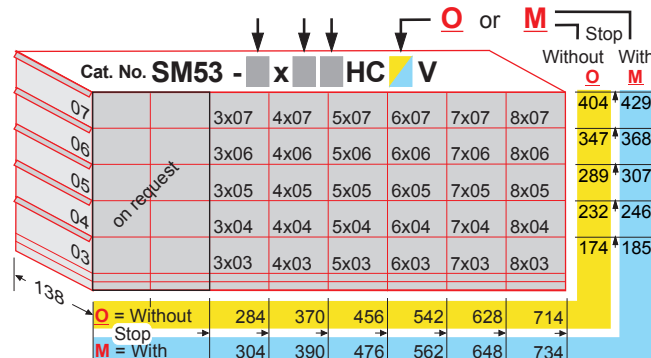 O or M
Stop
Without With
O M
Cat. No. SM53 - x HC V
404 429
07 3x07 4x07 5x07 6x07 7x07 8x07
347 368
06 3x06 4x06 5x06 6x06 7x06 8x06
on request
289 307
05 3x05 4x05 5x05 6x05 7x05 8x05
232 246
04 3x04 4x04 5x04 6x04 7x04 8x04
174 185
03 3x03 4x03 5x03 6x03 7x03 8x03
138
O = Without 284 370 456 542 628 714
Stop
M = With 304 390 476 562 648 734